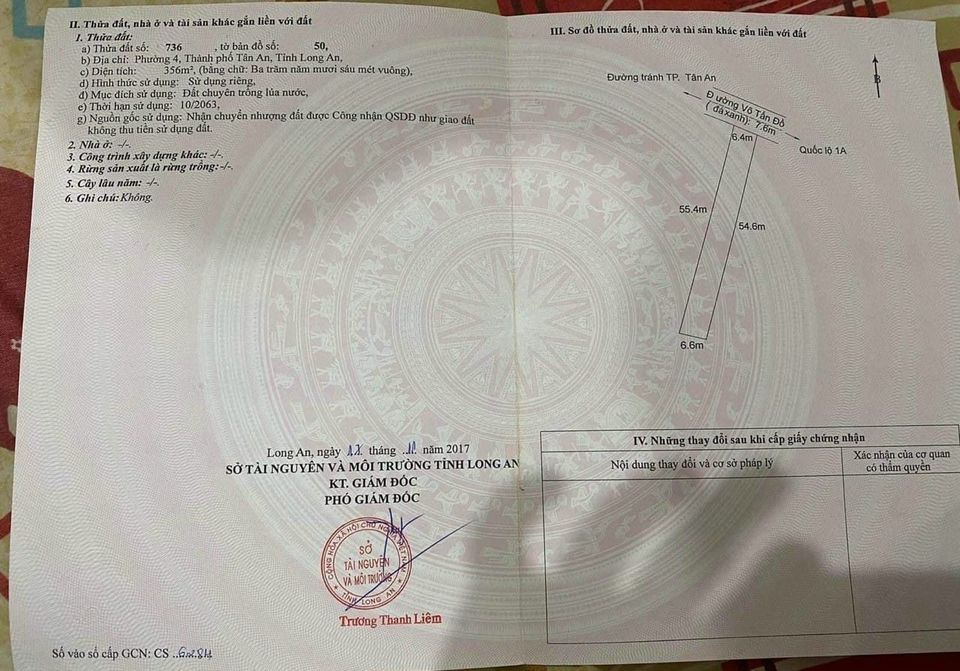 II. Thửa đất, nhà ở và tài sản khác gắn liền với đất
1. Thửa đất:
a) Thửa đất số: 736 , tờ bản đồ số: 50,
b) Địa chỉ: Phường 4, Thành phố Tân An, Tỉnh Long An,
c) Diện tích: 356m², (bằng chữ: Ba trăm năm mươi sáu mét vuông),
d) Hình thức sử dụng: Sử dụng riêng,
đ) Mục đích sử dụng: Đất chuyên trồng lúa nước,
e) Thời hạn sử dụng: 10/2063,
g) Nguồn gốc sử dụng: Nhận chuyển nhượng đất được Công nhận QSDĐ như giao đất
không thu tiền sử dụng đất.
2. Nhà ở: -/-.
3. Công trình xây dựng khác: -/-.
4. Rừng sản xuất là rừng trồng: -/-.
5. Cây lâu năm: -/-
6. Ghi chú: Không.
Long An, ngày tháng năm 2017
SỞ TÀI NGUYÊN VÀ MÔI TRƯỜNG TỈNH LONG AN
KT. GIÁM ĐỐC
PHÓ GIÁM ĐỐC
CỘNG HÒA XÃ HỘI CHỦ NGHĨA VIỆT NAM
SỞ
TÀI NGUYÊN
VÀ MÔI TRƯỜNG
TỈNH LONG AN
Trương Thanh Liêm
Số vào sổ cấp GCN: CS
III. Sơ đồ thửa đất, nhà ở và tài sản khác gắn liền với đất
B
Đường tránh TP. Tân An
Đ ường Võ Tấn Đồ
( đá xanh): 7.6m
6.4m
Quốc lộ 1A
55.4m
54.6m
6.6m
IV. Những thay đổi sau khi cấp giấy chứng nhận
Nội dung thay đổi và cơ sở pháp lý
Xác nhận của cơ quan
có thẩm quyền